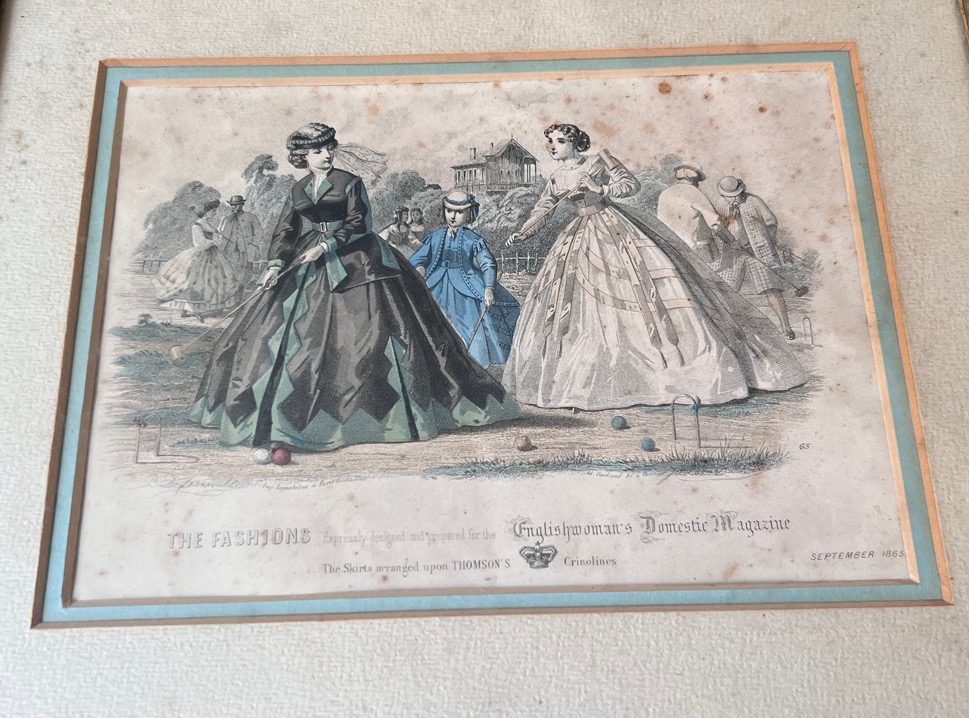 65
THE FASHIONS Expressly designed and prepared for the Englishwoman's Domestic Magazine
The Skirts arranged upon THOMSON'S Crinolines
SEPTEMBER 1865